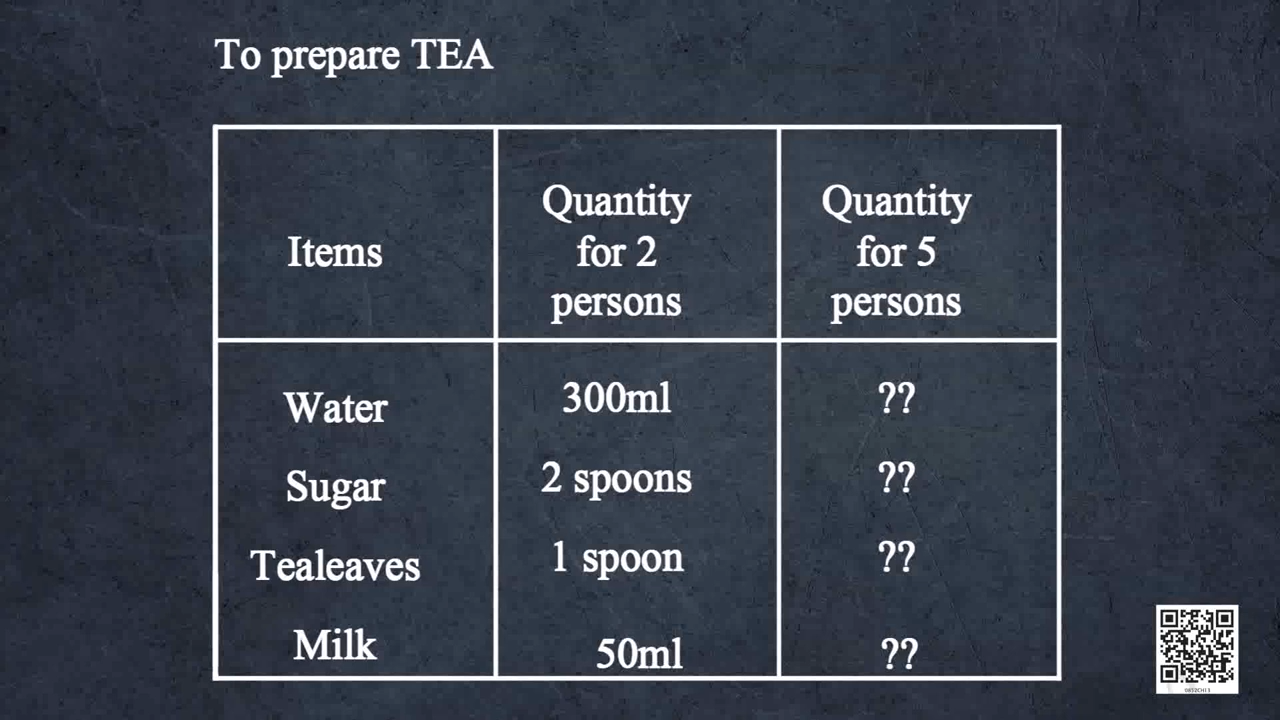 To prepare TEA
Items
Quantity
for 2
persons
Quantity
for 5
persons
Water 300ml ??
Sugar 2 spoons ??
Tealeaves 1 spoon ??
Milk 50ml ??